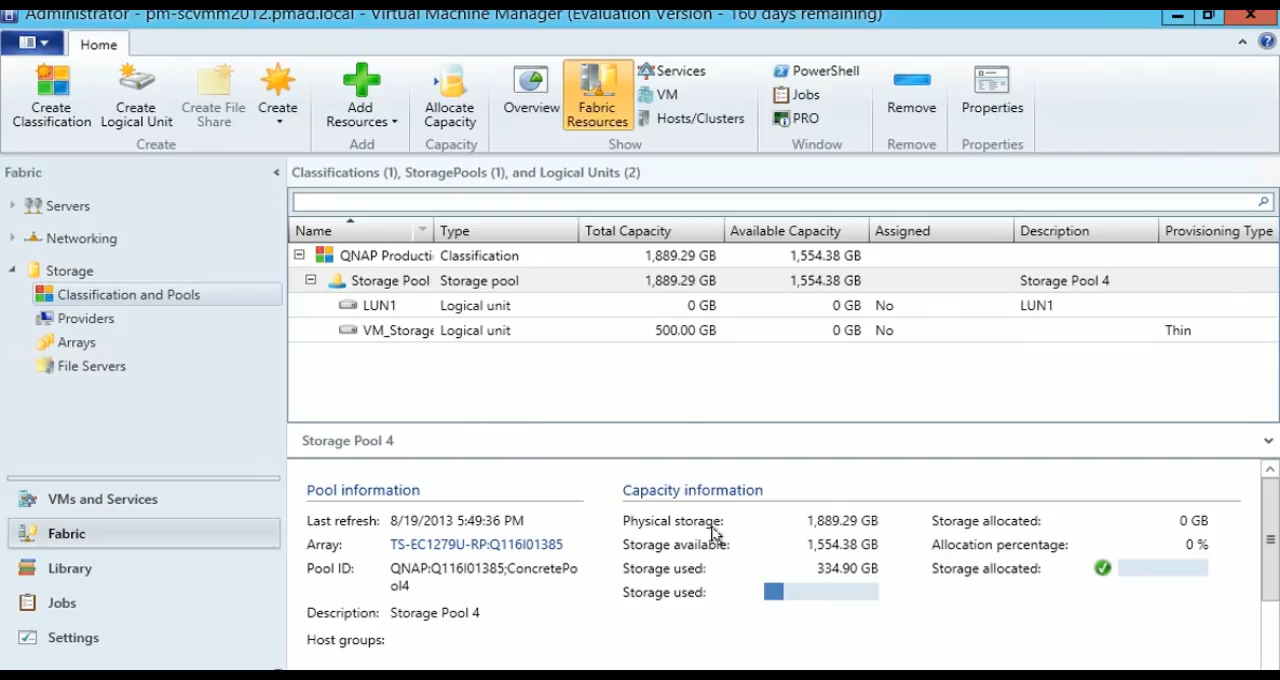 Administrator - pm-scvmm2012.pmad.local - Virtual Machine Manager (Evaluation Version - 160 days remaining)
Home
Create Classification
Create Logical Unit
Create File Share
Create
Add Resources
Allocate Capacity
Overview
Fabric Resources
Services
VM
Hosts/Clusters
PowerShell
Jobs
PRO
Remove
Properties
Create
Add
Capacity
Show
Window
Remove
Properties
Fabric
Servers
Networking
Storage
Classification and Pools
Providers
Arrays
File Servers
VMs and Services
Fabric
Library
Jobs
Settings
Classifications (1), StoragePools (1), and Logical Units (2)
Name Type Total Capacity Available Capacity Assigned Description Provisioning Type
QNAP Producti Classification 1,889.29 GB 1,554.38 GB
Storage Pool Storage pool 1,889.29 GB 1,554.38 GB Storage Pool 4
LUN1 Logical unit 0 GB 0 GB No LUN1
VM_Storage Logical unit 500.00 GB 0 GB No Thin
Storage Pool 4
Pool information
Last refresh: 8/19/2013 5:49:36 PM
Array: TS-EC1279U-RP:Q116I01385
Pool ID: QNAP:Q116I01385;ConcretePo
ol4
Description: Storage Pool 4
Host groups:
Capacity information
Physical storage: 1,889.29 GB
Storage available: 1,554.38 GB
Storage used: 334.90 GB
Storage used:
Storage allocated: 0 GB
Allocation percentage: 0 %
Storage allocated: